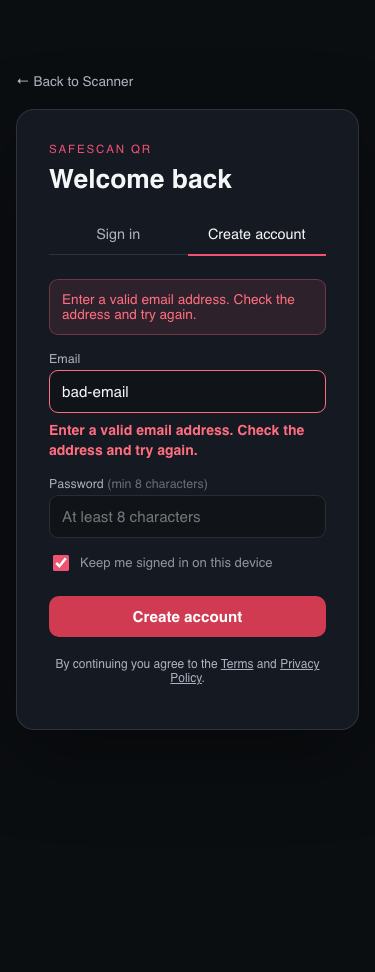 ← Back to Scanner
SAFESCAN QR
Welcome back
Sign in
Create account
Enter a valid email address. Check the
address and try again.
Email
bad-email
Enter a valid email address. Check the
address and try again.
Password (min 8 characters)
At least 8 characters
Keep me signed in on this device
Create account
By continuing you agree to the Terms and Privacy
Policy.